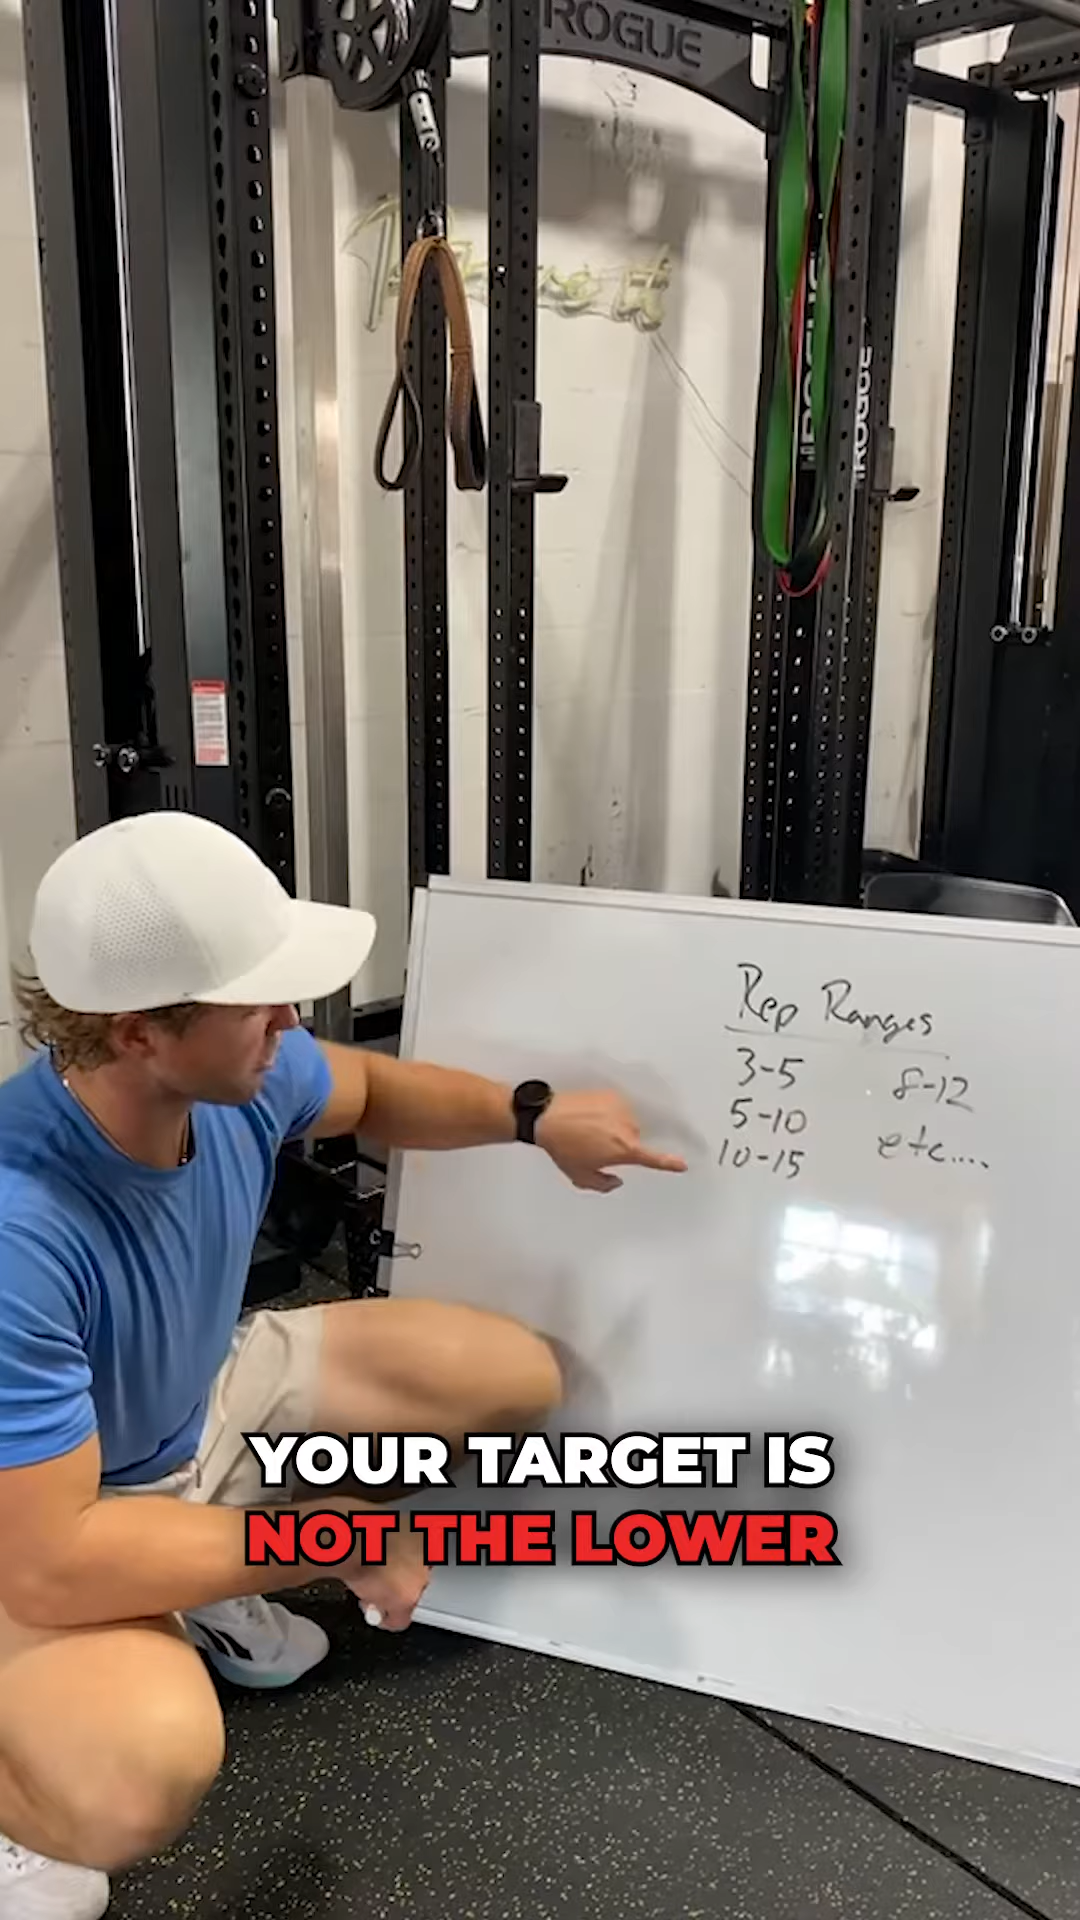 ROGUE
ROGUE
ROGUE
Rep Ranges
3-5
8-12
5-10
etc....
10-15
YOUR TARGET IS
NOT THE LOWER